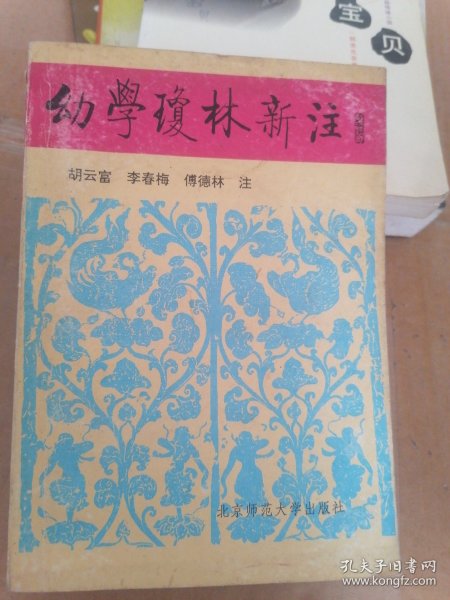 宝
贝
幼學瓊林新注
胡云富 李春梅 傅德林 注
北京师范大学出版社
孔夫子旧书网
www.kongfz.com